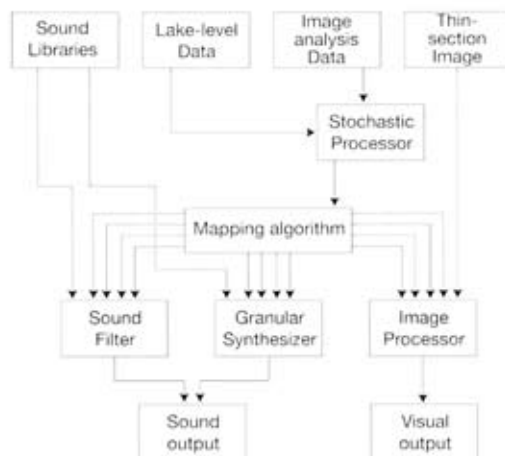 Sound
Libraries
Lake-level
Data
Image
analysis
Data
Thin-
section
Image
Stochastic
Processor
Mapping algorithm
Sound
Filter
Granular
Synthesizer
Image
Processor
Sound
output
Visual
output